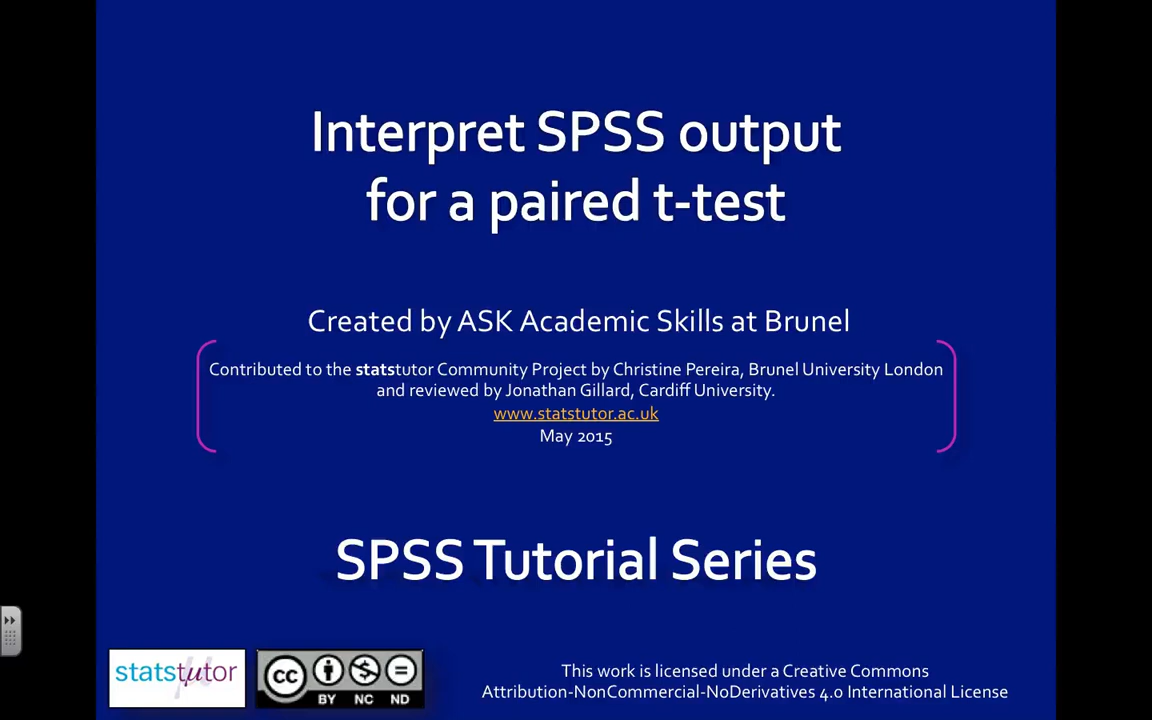 Interpret SPSS output
for a paired t-test
Created by ASK Academic Skills at Brunel
Contributed to the statstutor Community Project by Christine Pereira, Brunel University London
and reviewed by Jonathan Gillard, Cardiff University.
www.statstutor.ac.uk
May 2015
SPSS Tutorial Series
statstutor
cc
BY NC ND
This work is licensed under a Creative Commons
Attribution-NonCommercial-NoDerivatives 4.0 International License